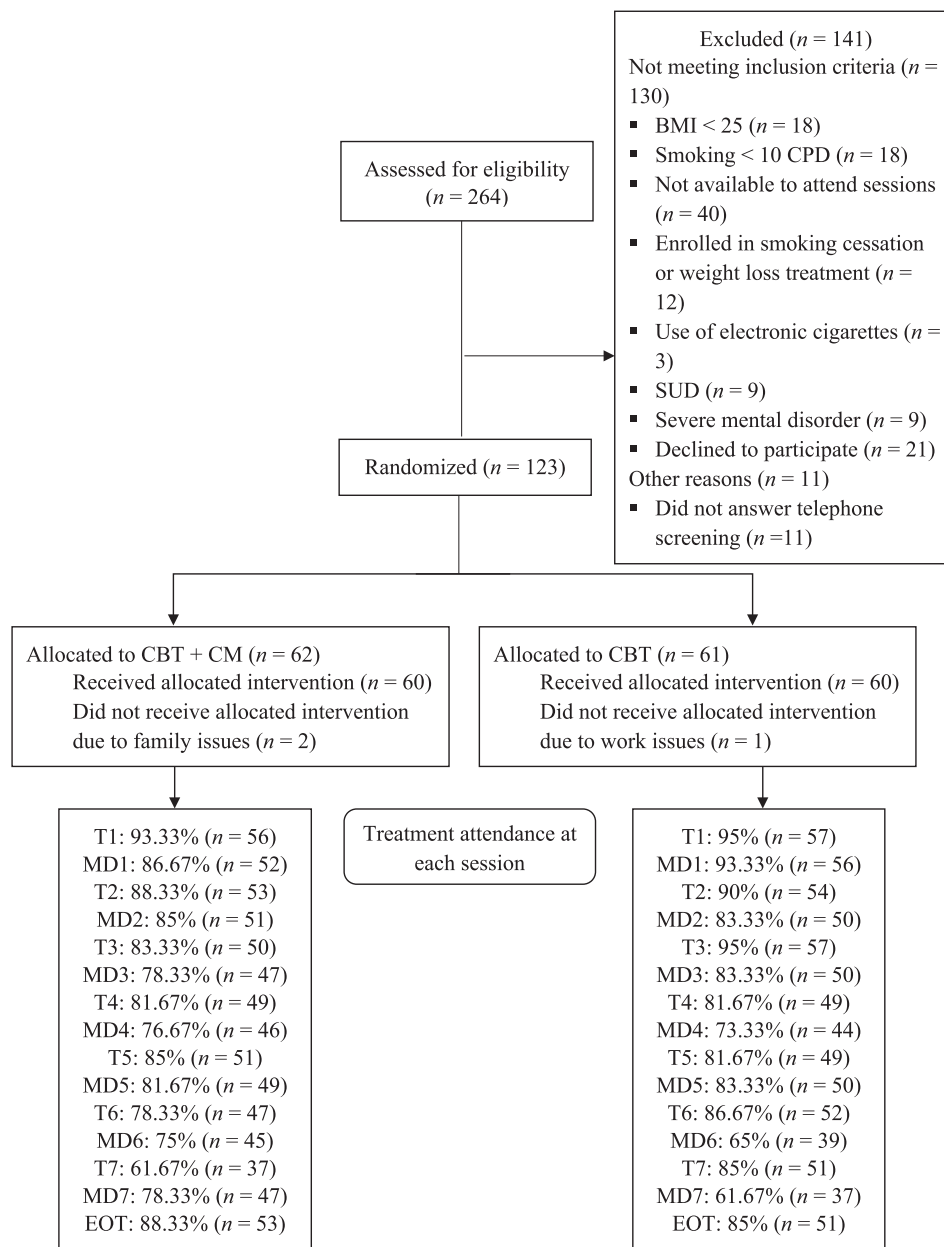 Excluded (n = 141)
Not meeting inclusion criteria (n =
130)
▪ BMI < 25 (n = 18)
▪ Smoking < 10 CPD (n = 18)
▪ Not available to attend sessions
(n = 40)
▪ Enrolled in smoking cessation
or weight loss treatment (n =
12)
▪ Use of electronic cigarettes (n =
3)
▪ SUD (n = 9)
▪ Severe mental disorder (n = 9)
▪ Declined to participate (n = 21)
Other reasons (n = 11)
▪ Did not answer telephone
screening (n =11)
Assessed for eligibility
(n = 264)
Randomized (n = 123)
Allocated to CBT + CM (n = 62)
Received allocated intervention (n = 60)
Did not receive allocated intervention
due to family issues (n = 2)
Allocated to CBT (n = 61)
Received allocated intervention (n = 60)
Did not receive allocated intervention
due to work issues (n = 1)
T1: 93.33% (n = 56)
MD1: 86.67% (n = 52)
T2: 88.33% (n = 53)
MD2: 85% (n = 51)
T3: 83.33% (n = 50)
MD3: 78.33% (n = 47)
T4: 81.67% (n = 49)
MD4: 76.67% (n = 46)
T5: 85% (n = 51)
MD5: 81.67% (n = 49)
T6: 78.33% (n = 47)
MD6: 75% (n = 45)
T7: 61.67% (n = 37)
MD7: 78.33% (n = 47)
EOT: 88.33% (n = 53)
Treatment attendance at
each session
T1: 95% (n = 57)
MD1: 93.33% (n = 56)
T2: 90% (n = 54)
MD2: 83.33% (n = 50)
T3: 95% (n = 57)
MD3: 83.33% (n = 50)
T4: 81.67% (n = 49)
MD4: 73.33% (n = 44)
T5: 81.67% (n = 49)
MD5: 83.33% (n = 50)
T6: 86.67% (n = 52)
MD6: 65% (n = 39)
T7: 85% (n = 51)
MD7: 61.67% (n = 37)
EOT: 85% (n = 51)